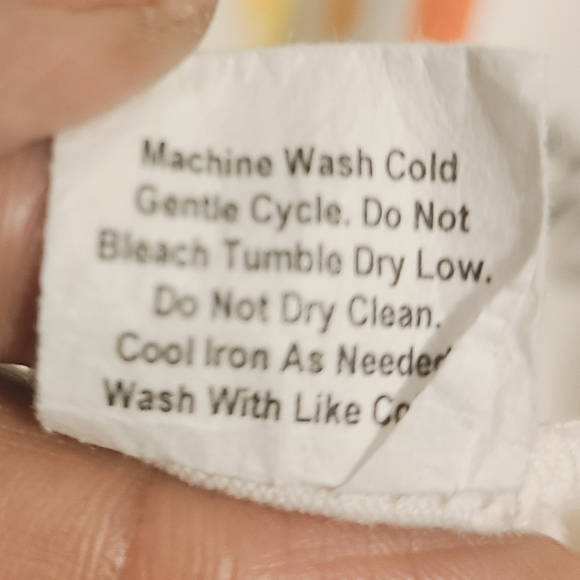 Machine Wash Cold
Gentle Cycle. Do Not
Bleach Tumble Dry Low.
Do Not Dry Clean.
Cool Iron As Needed
Wash With Like